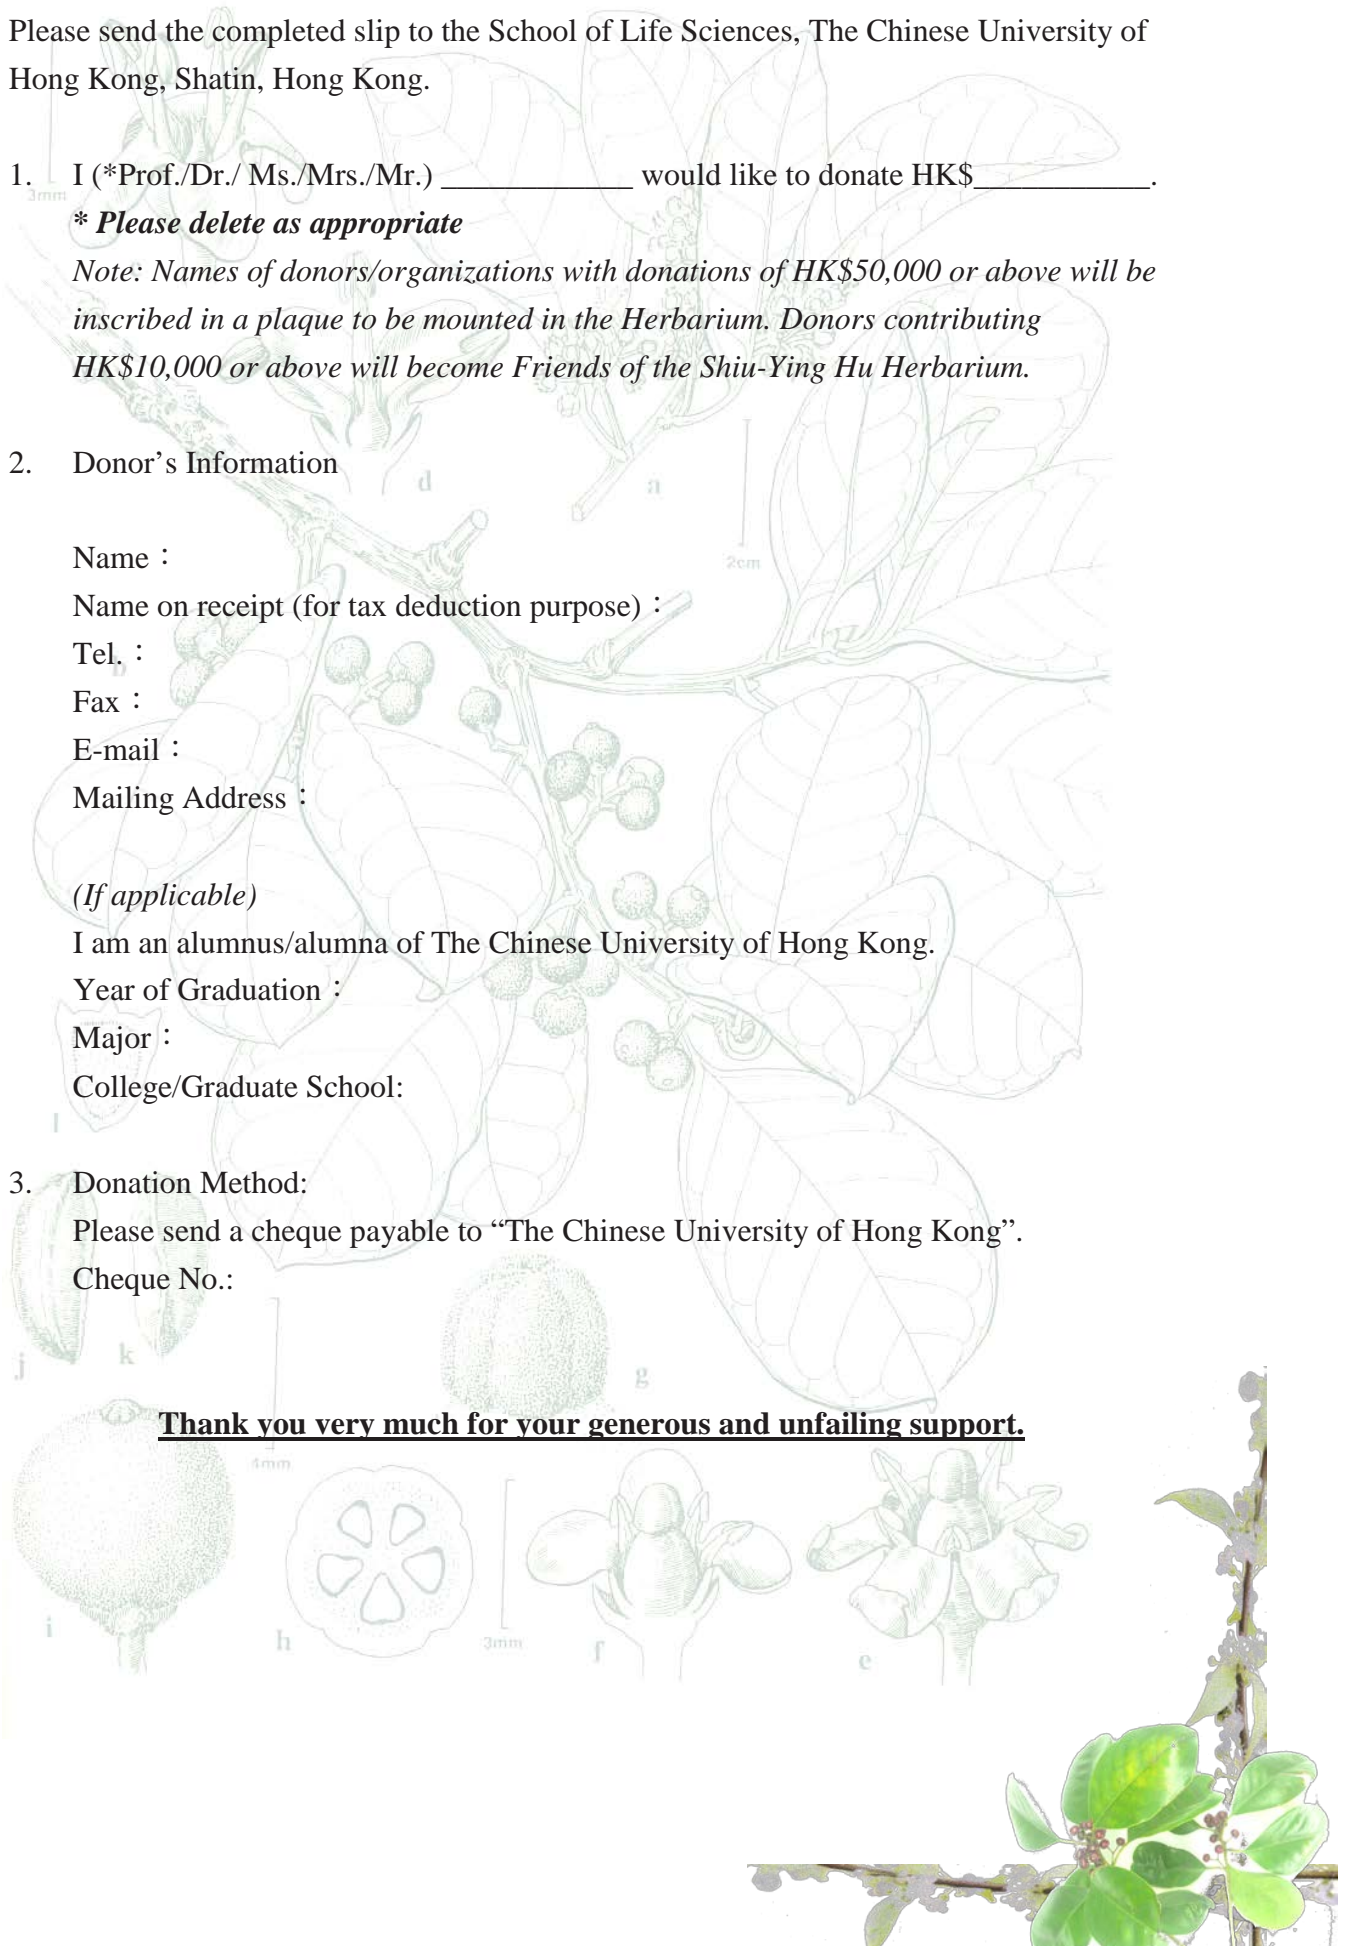 Please send the completed slip to the School of Life Sciences, The Chinese University of
Hong Kong, Shatin, Hong Kong.
1. I (*Prof./Dr./ Ms./Mrs./Mr.) ____________ would like to donate HK$___________.
* Please delete as appropriate
Note: Names of donors/organizations with donations of HK$50,000 or above will be
inscribed in a plaque to be mounted in the Herbarium. Donors contributing
HK$10,000 or above will become Friends of the Shiu-Ying Hu Herbarium.
3mm
2. Donor’s Information
d
a
2cm
Name：
Name on receipt (for tax deduction purpose)：
Tel.：
b
Fax：
E-mail：
Mailing Address：
(If applicable)
I am an alumnus/alumna of The Chinese University of Hong Kong.
Year of Graduation：
Major：
College/Graduate School:
l
3. Donation Method:
Please send a cheque payable to “The Chinese University of Hong Kong”.
Cheque No.:
j
k
g
Thank you very much for your generous and unfailing support.
4mm
i
h
3mm
f
e